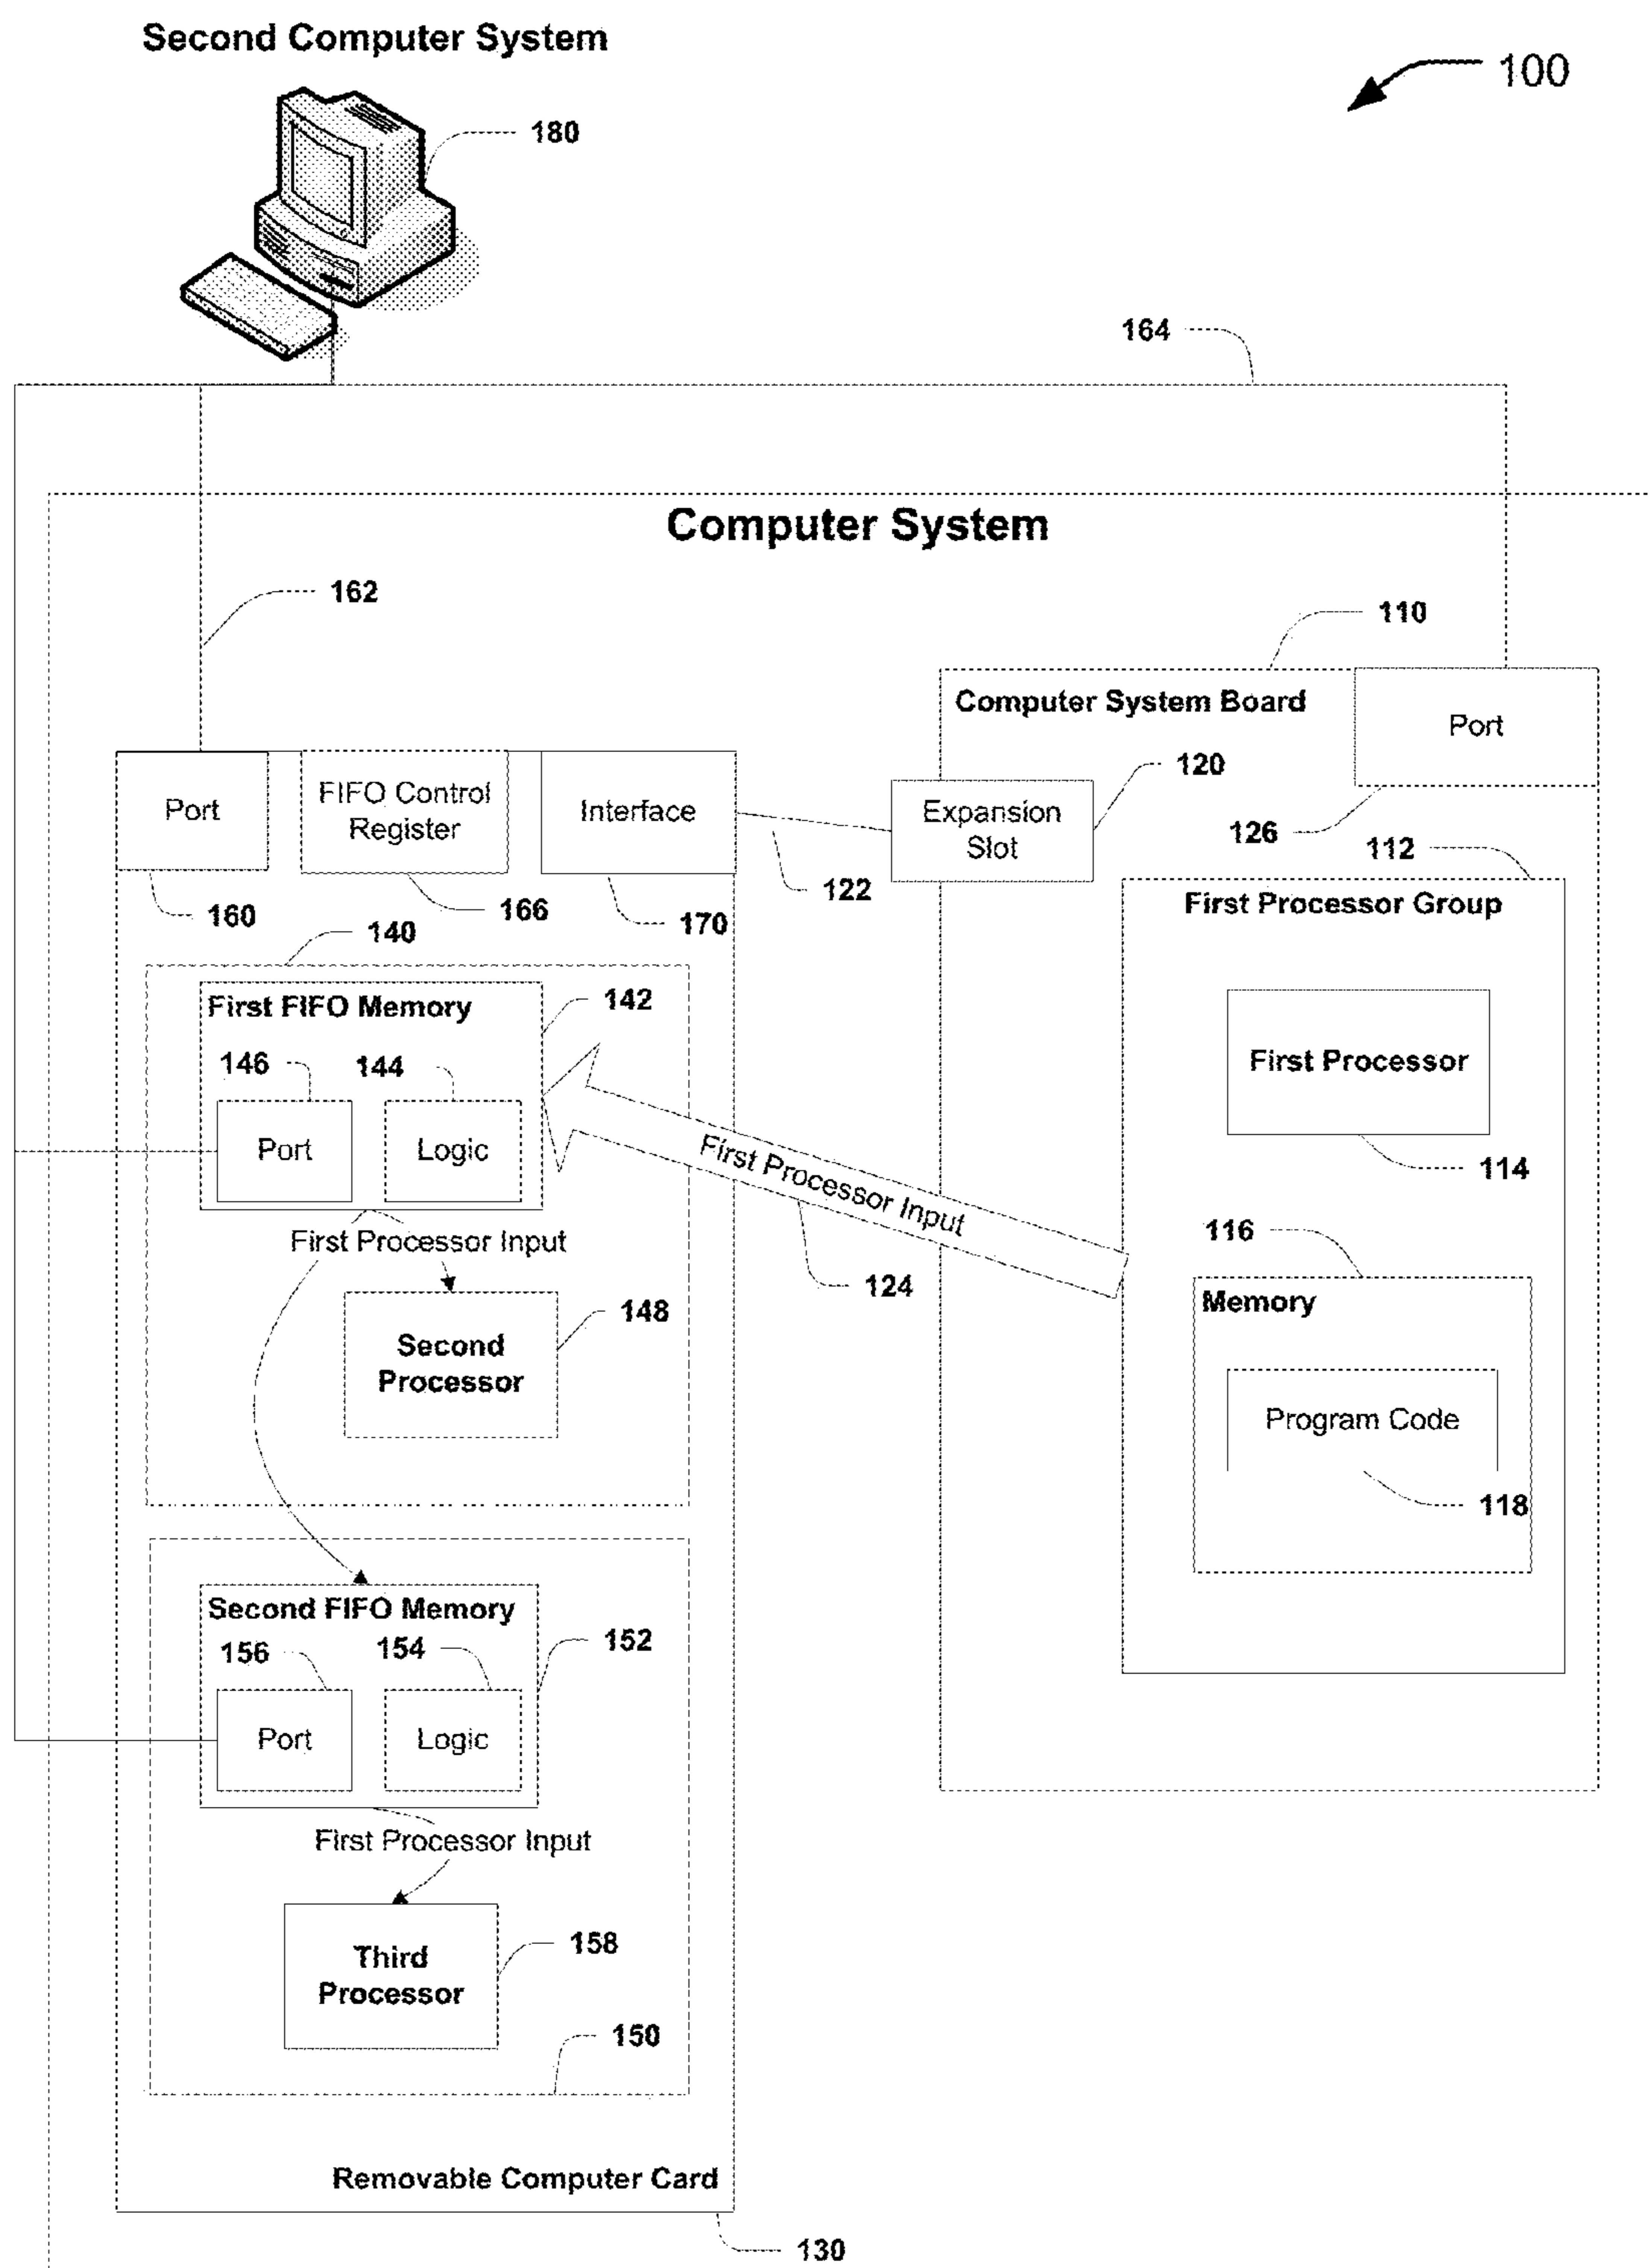 Second Computer System
100
180
164
Computer System
162
110
Computer System Board
Port
Port
FIFO Control
Register
Interface
Expansion
Slot
120
126
112
160
166
170
122
First Processor Group
140
First FIFO Memory
142
146
144
Port
Logic
First Processor
114
First Processor Input
124
First Processor Input
116
Memory
148
Second
Processor
Program Code
118
Second FIFO Memory
156
154
152
Port
Logic
First Processor Input
158
Third
Processor
150
Removable Computer Card
130